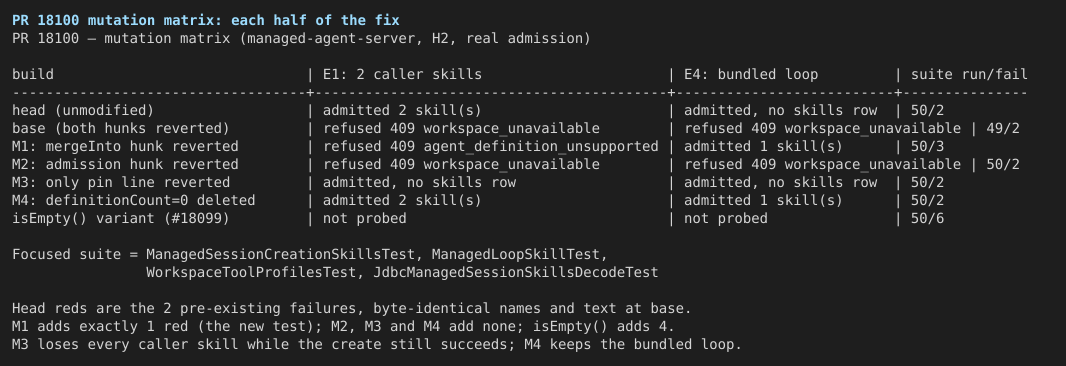 PR 18100 mutation matrix: each half of the fix
PR 18100 — mutation matrix (managed-agent-server, H2, real admission)
build | E1: 2 caller skills | E4: bundled loop | suite run/fail
-----------------------------------+-------------------------------------------+--------------------------+---------------
head (unmodified) | admitted 2 skill(s) | admitted, no skills row | 50/2
base (both hunks reverted) | refused 409 workspace_unavailable | refused 409 workspace_unavailable | 49/2
M1: mergeInto hunk reverted | refused 409 agent_definition_unsupported | admitted 1 skill(s) | 50/3
M2: admission hunk reverted | refused 409 workspace_unavailable | refused 409 workspace_unavailable | 50/2
M3: only pin line reverted | admitted, no skills row | admitted, no skills row | 50/2
M4: definitionCount=0 deleted | admitted 2 skill(s) | admitted 1 skill(s) | 50/2
isEmpty() variant (#18099) | not probed | not probed | 50/6
Focused suite = ManagedSessionCreationSkillsTest, ManagedLoopSkillTest,
WorkspaceToolProfilesTest, JdbcManagedSessionSkillsDecodeTest
Head reds are the 2 pre-existing failures, byte-identical names and text at base.
M1 adds exactly 1 red (the new test); M2, M3 and M4 add none; isEmpty() adds 4.
M3 loses every caller skill while the create still succeeds; M4 keeps the bundled loop.